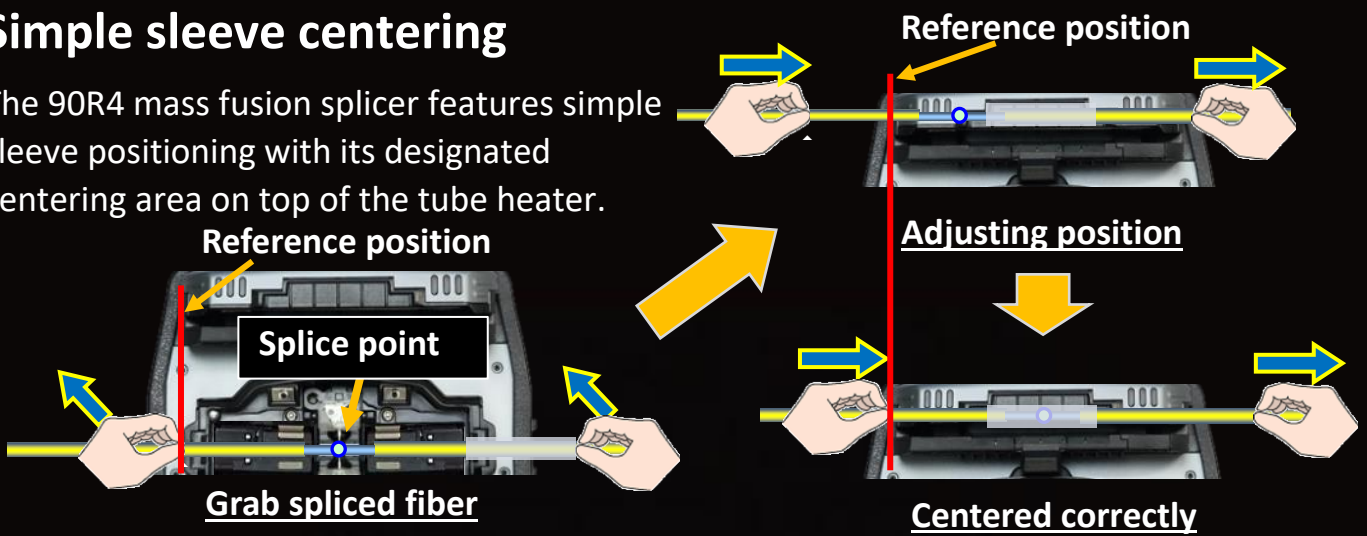 Simple sleeve centering
The 90R4 mass fusion splicer features simple
sleeve positioning with its designated
centering area on top of the tube heater.
Reference position
Splice point
Grab spliced fiber
Reference position
Adjusting position
Centered correctly